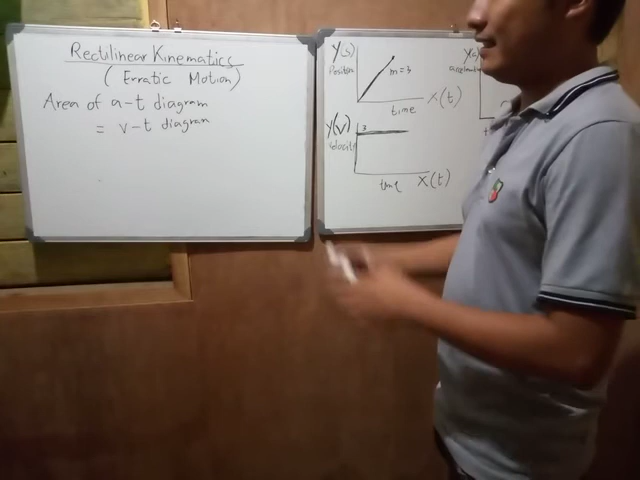 Rectilinear Kinematics
(Erratic Motion)
Area of a-t diagram
= v-t diagram
Y(s)
Position
m=3
time X(t)
Y(v)
3
Velocity
time X(t)